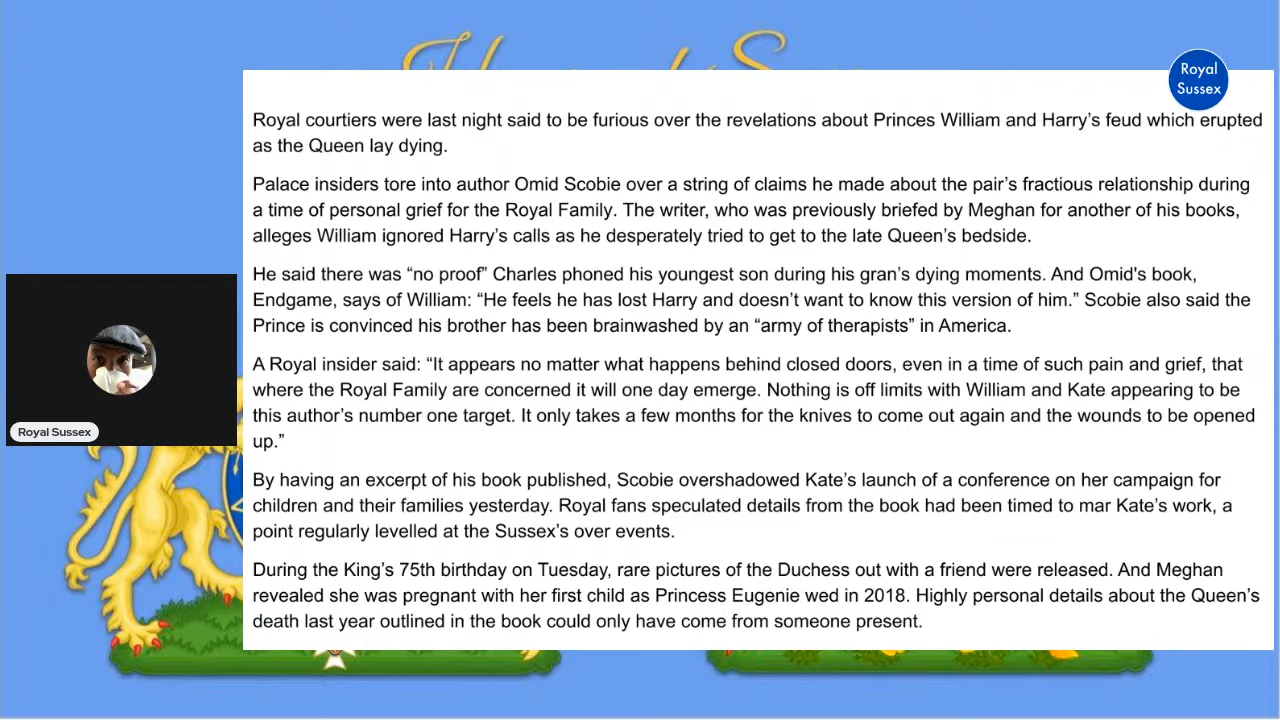 Royal
Sussex
Royal courtiers were last night said to be furious over the revelations about Princes William and Harry’s feud which erupted
as the Queen lay dying.
Palace insiders tore into author Omid Scobie over a string of claims he made about the pair’s fractious relationship during
a time of personal grief for the Royal Family. The writer, who was previously briefed by Meghan for another of his books,
alleges William ignored Harry’s calls as he desperately tried to get to the late Queen’s bedside.
He said there was “no proof” Charles phoned his youngest son during his gran’s dying moments. And Omid's book,
Endgame, says of William: “He feels he has lost Harry and doesn’t want to know this version of him.” Scobie also said the
Prince is convinced his brother has been brainwashed by an “army of therapists” in America.
A Royal insider said: “It appears no matter what happens behind closed doors, even in a time of such pain and grief, that
where the Royal Family are concerned it will one day emerge. Nothing is off limits with William and Kate appearing to be
this author’s number one target. It only takes a few months for the knives to come out again and the wounds to be opened
up.”
By having an excerpt of his book published, Scobie overshadowed Kate’s launch of a conference on her campaign for
children and their families yesterday. Royal fans speculated details from the book had been timed to mar Kate’s work, a
point regularly levelled at the Sussex’s over events.
During the King’s 75th birthday on Tuesday, rare pictures of the Duchess out with a friend were released. And Meghan
revealed she was pregnant with her first child as Princess Eugenie wed in 2018. Highly personal details about the Queen’s
death last year outlined in the book could only have come from someone present.
Royal Sussex